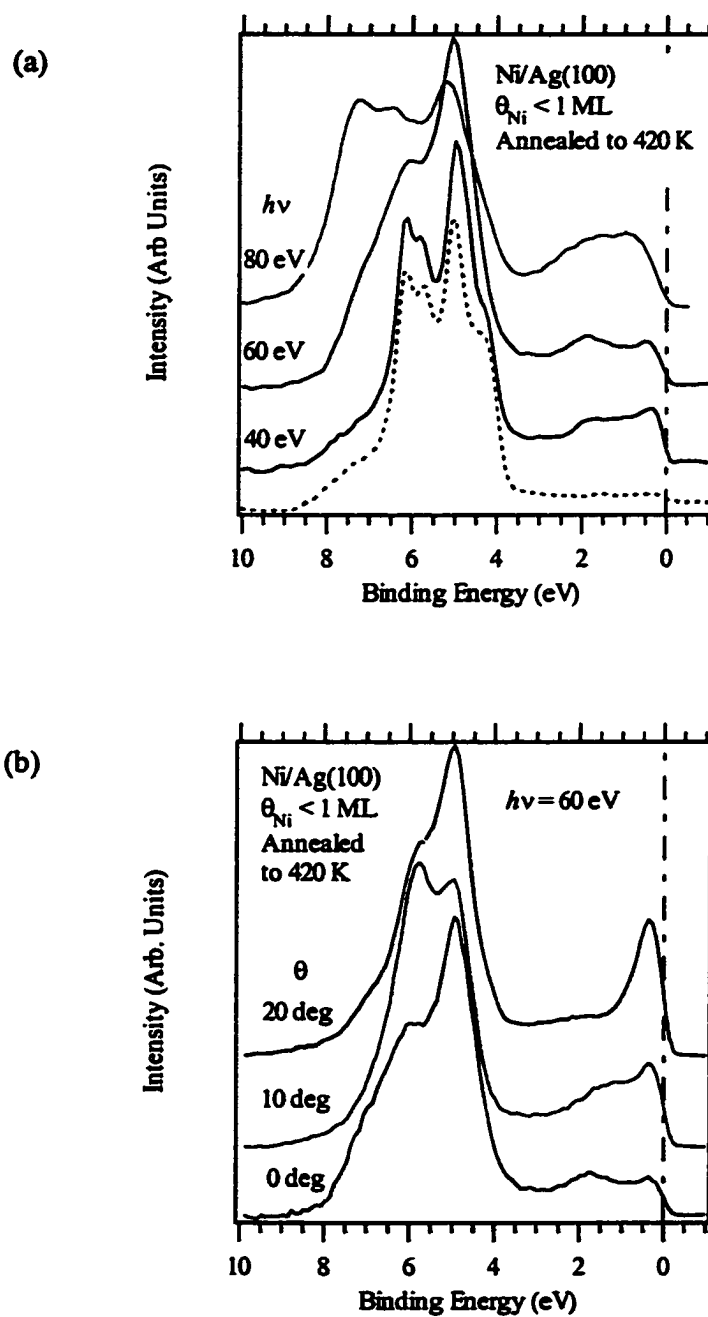 (a)
Ni/Ag(100)
θNi < 1 ML
Annealed to 420 K
hν
80 eV
60 eV
40 eV
Intensity (Arb Units)
10 8 6 4 2 0
Binding Energy (eV)
(b)
Ni/Ag(100)
θNi < 1 ML
Annealed
to 420 K
hν = 60 eV
θ
20 deg
10 deg
0 deg
Intensity (Arb. Units)
10 8 6 4 2 0
Binding Energy (eV)